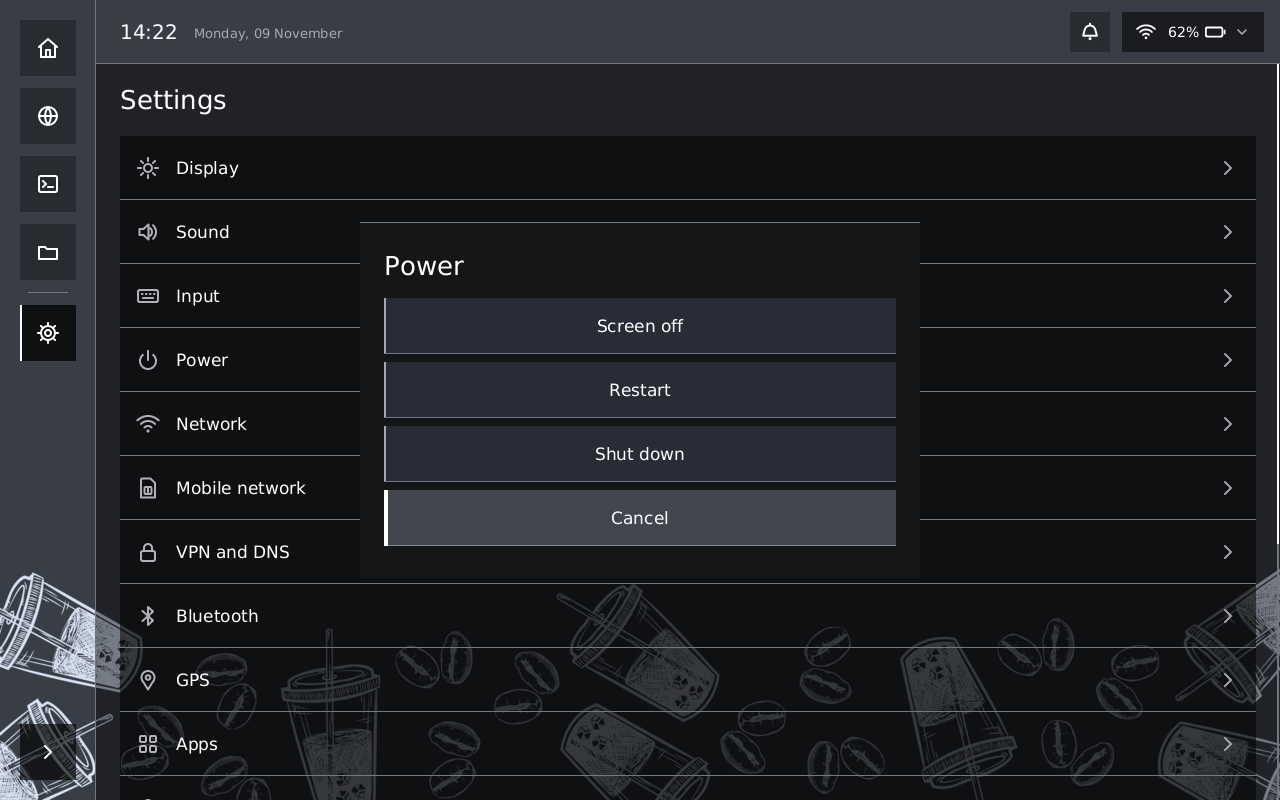 14:22 Monday, 09 November
62%
Settings
Display
Sound
Input
Power
Network
Mobile network
VPN and DNS
Bluetooth
GPS
Apps
Power
Screen off
Restart
Shut down
Cancel